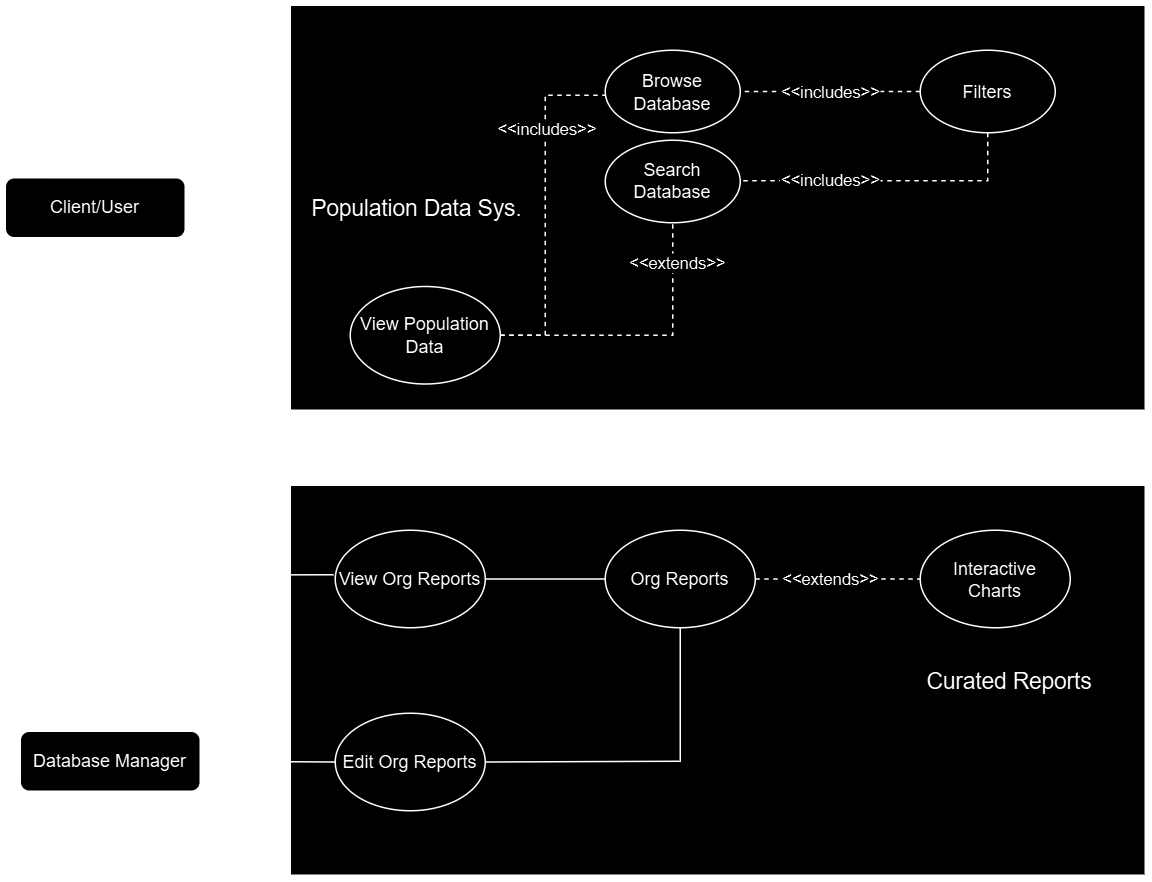 Browse
Database
<<includes>>
Filters
<<includes>>
Search
Database
<<includes>>
Client/User
Population Data Sys.
<<extends>>
View Population
Data
View Org Reports
Org Reports
<<extends>>
Interactive
Charts
Curated Reports
Database Manager
Edit Org Reports